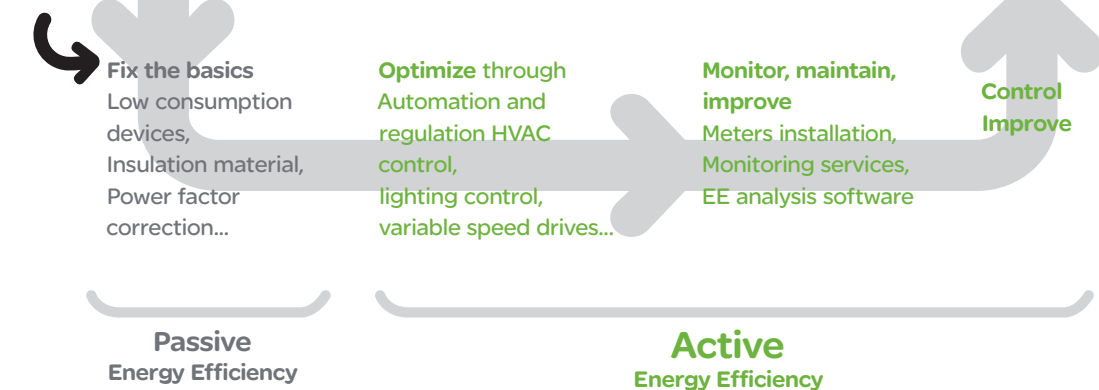 Fix the basics
Low consumption
devices,
Insulation material,
Power factor
correction...
Optimize through
Automation and
regulation HVAC
control,
lighting control,
variable speed drives...
Monitor, maintain,
improve
Meters installation,
Monitoring services,
EE analysis software
Control
Improve
Passive
Energy Efficiency
Active
Energy Efficiency